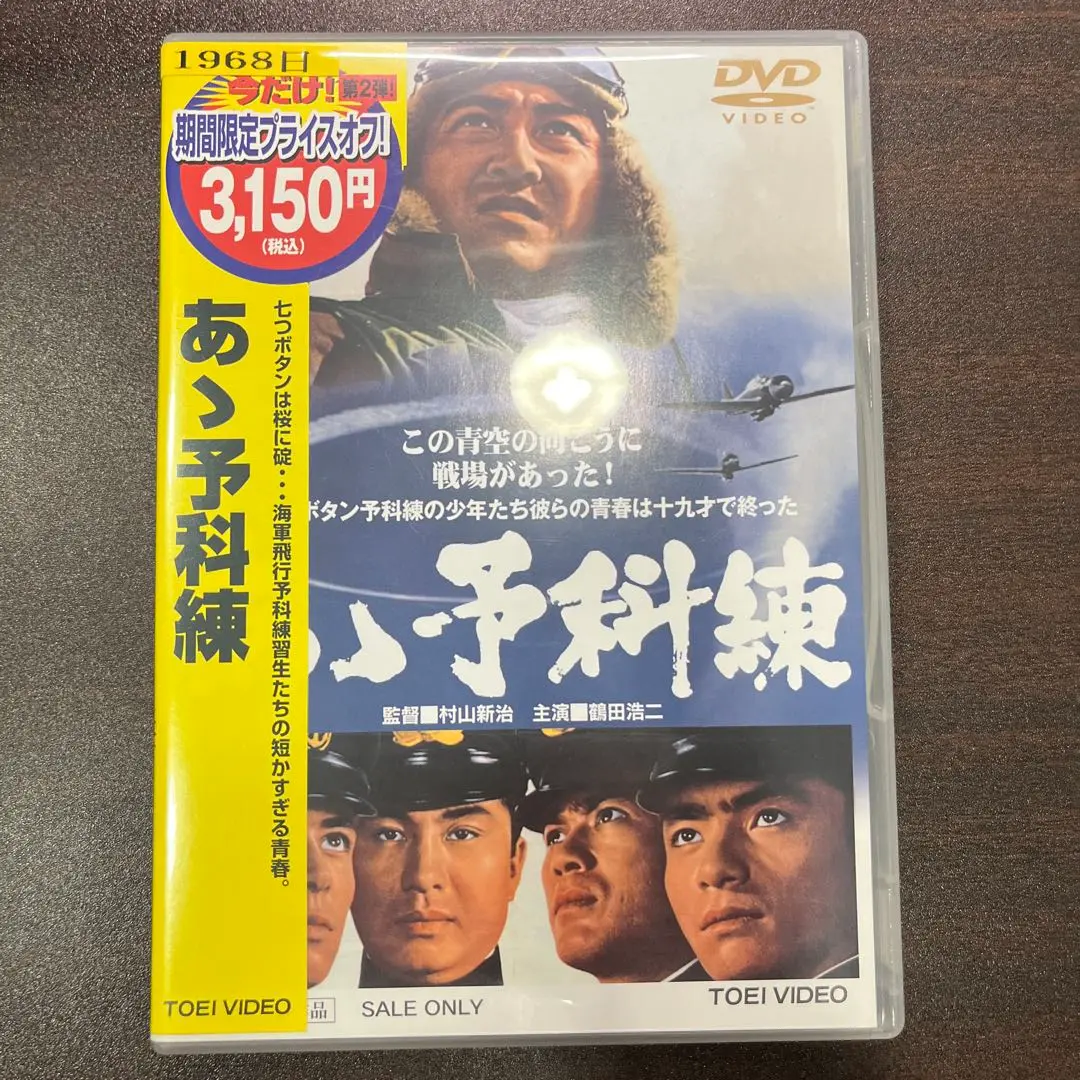 1968日
今だけ!第2弾!
期間限定プライスオフ!
3,150円
(税込)
あゝ予科練
七つボタンは桜に碇・・・海軍飛行予科練習生たちの短かすぎる青春。
TOEI VIDEO
DVD
VIDEO
この青空の向こうに
戦場があった!
ボタン予科練の少年たち彼らの青春は十九才で終った
ゝ予科練
監督■村山新治 主演■鶴田浩二
品
SALE ONLY
TOEI VIDEO